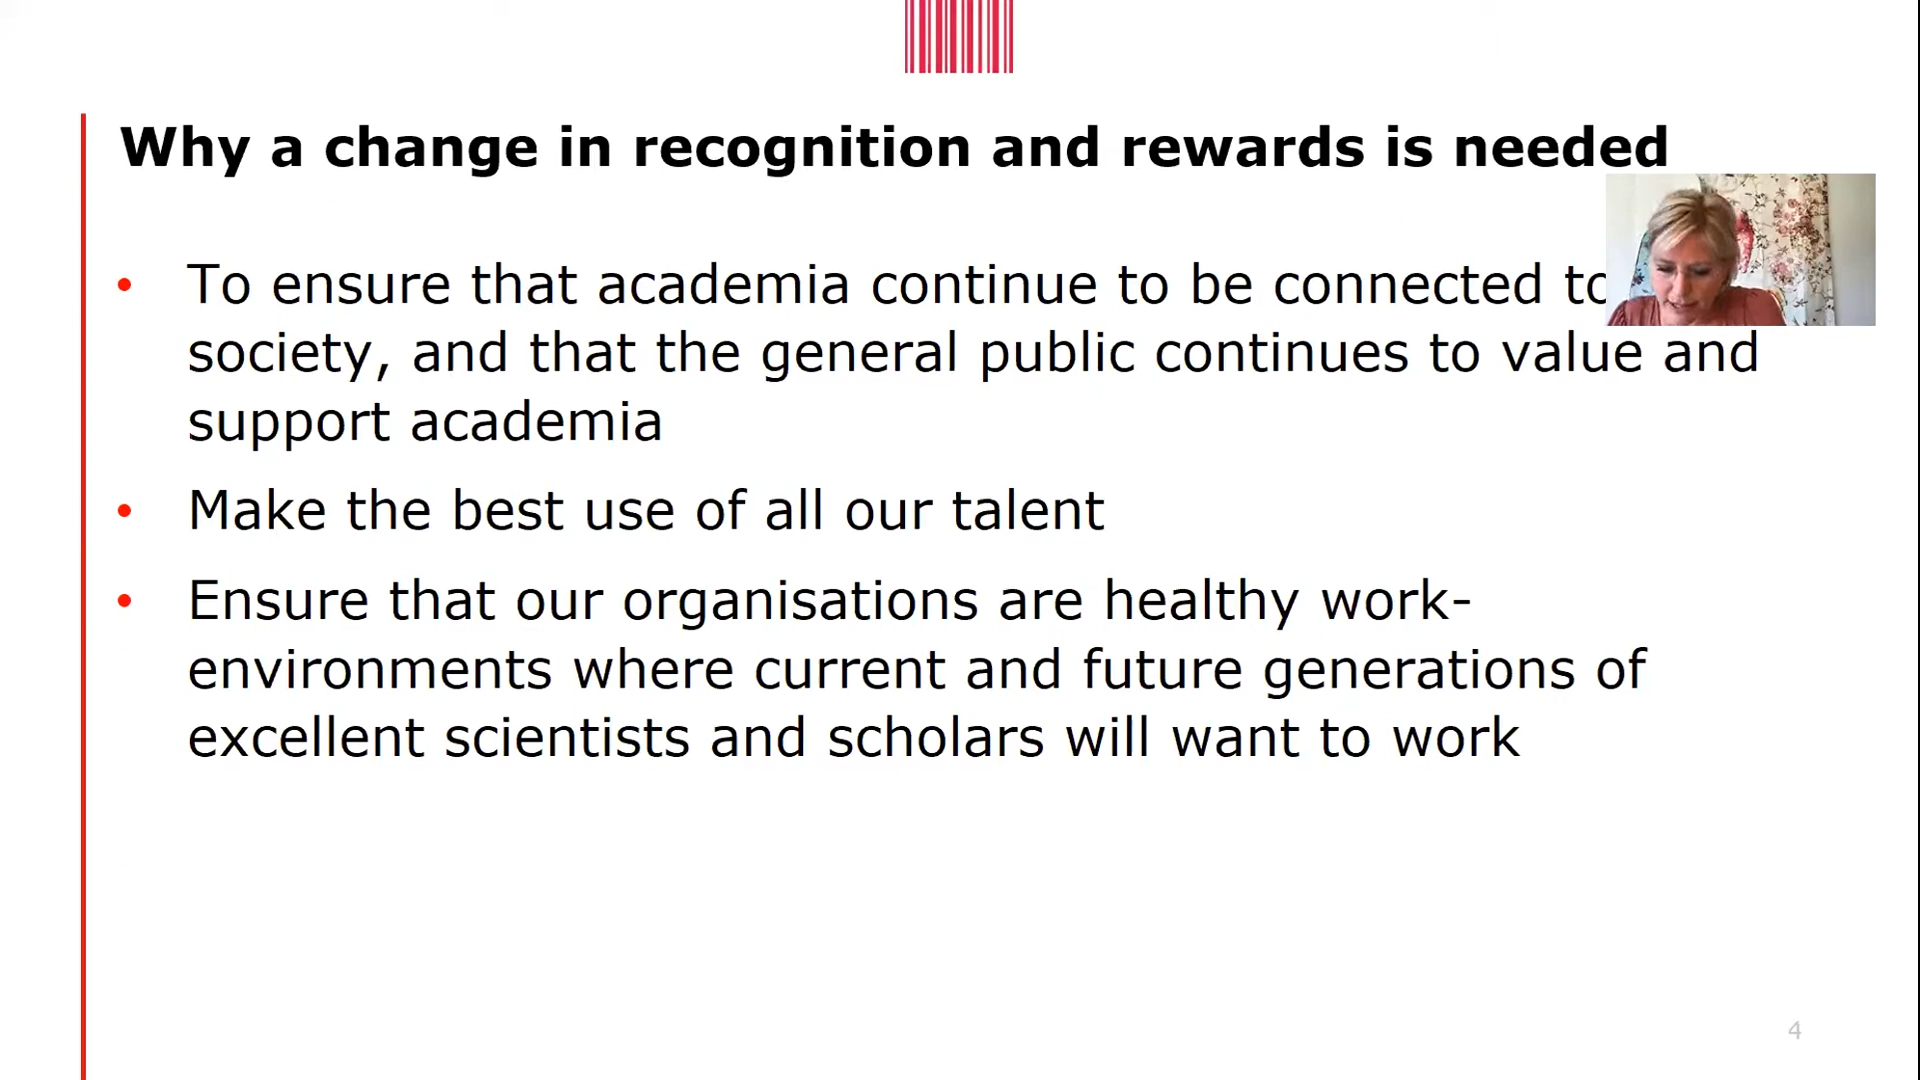 Why a change in recognition and rewards is needed
• To ensure that academia continue to be connected to
society, and that the general public continues to value and
support academia
• Make the best use of all our talent
• Ensure that our organisations are healthy work-
environments where current and future generations of
excellent scientists and scholars will want to work
4